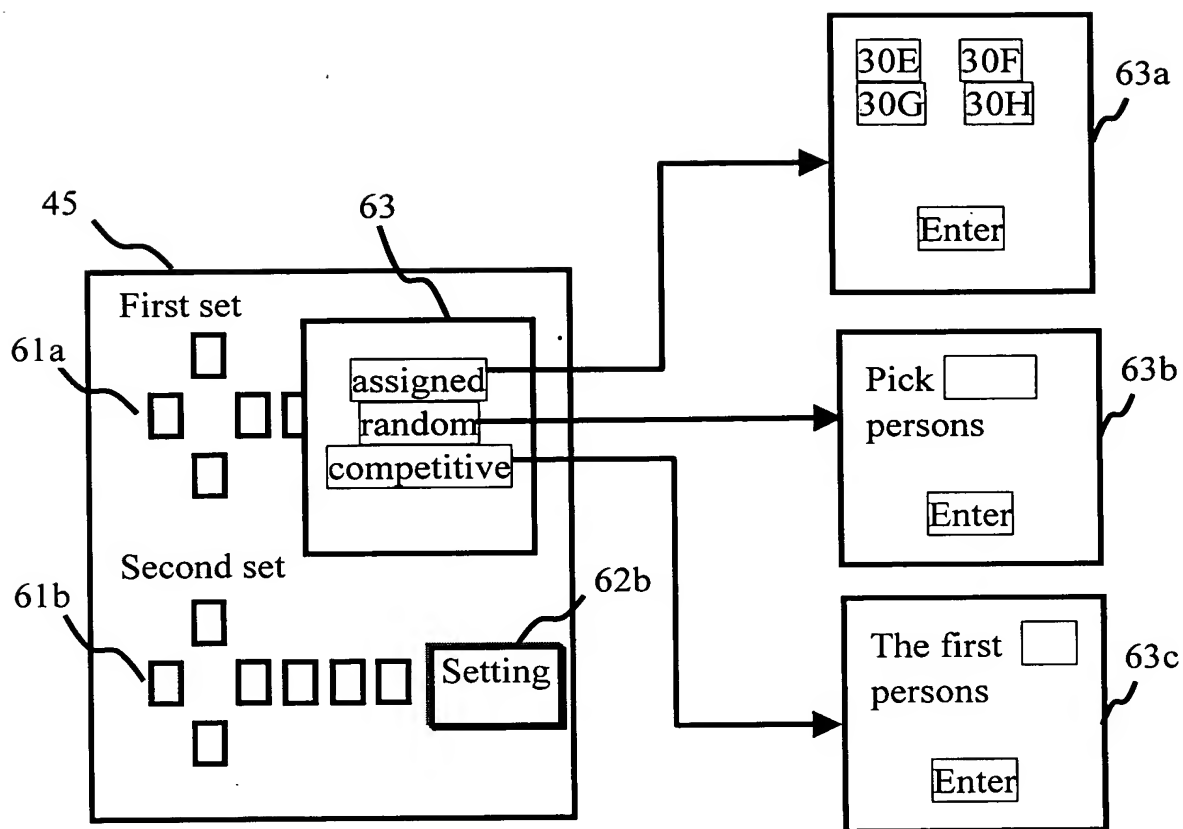 45
First set
61a
63
assigned
random
competitive
Second set
61b
62b
Setting
30E 30F
30G 30H
Enter
63a
Pick
persons
Enter
63b
The first
persons
Enter
63c